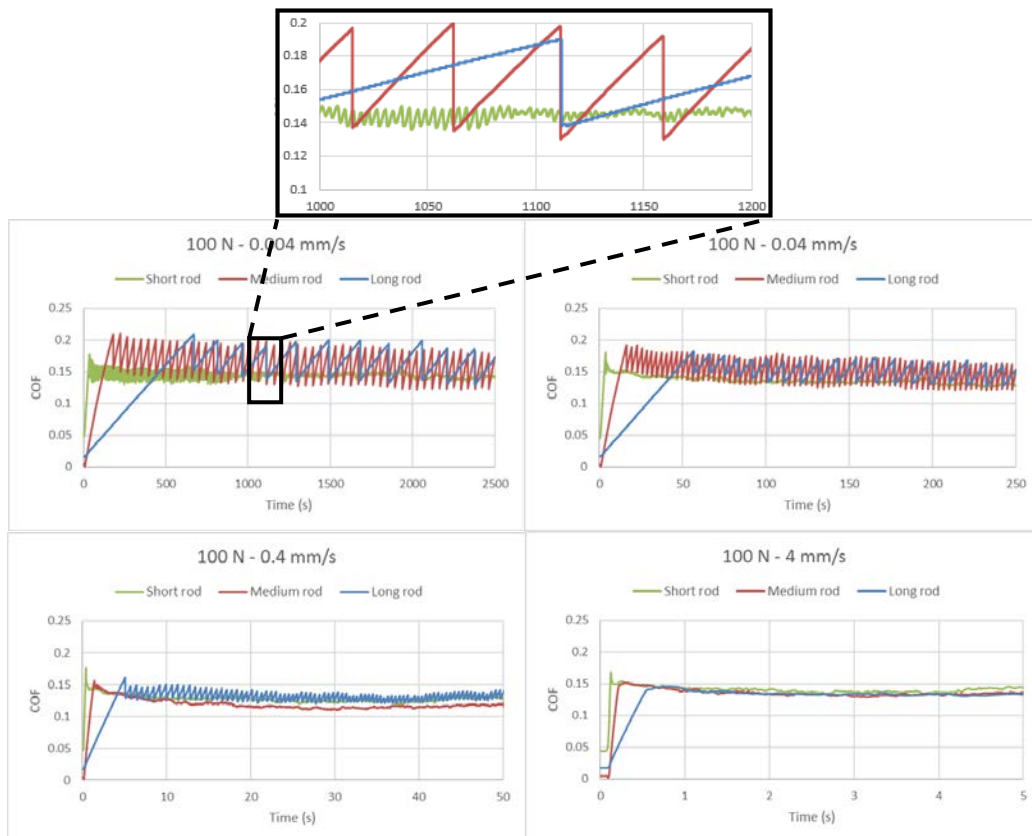 0.2
0.18
0.16
0.14
0.12
0.1
1000 1050 1100 1150 1200
100 N - 0.004 mm/s
Short rod Medium rod Long rod
0.25
0.2
0.15
0.1
0.05
0
COF
0 500 1000 1500 2000 2500
Time (s)
100 N - 0.04 mm/s
Short rod Medium rod Long rod
0.25
0.2
0.15
0.1
0.05
0
COF
0 50 100 150 200 250
Time (s)
100 N - 0.4 mm/s
Short rod Medium rod Long rod
0.25
0.2
0.15
0.1
0.05
0
COF
0 10 20 30 40 50
Time (s)
100 N - 4 mm/s
Short rod Medium rod Long rod
0.25
0.2
0.15
0.1
0.05
0
COF
0 1 2 3 4 5
Time (s)